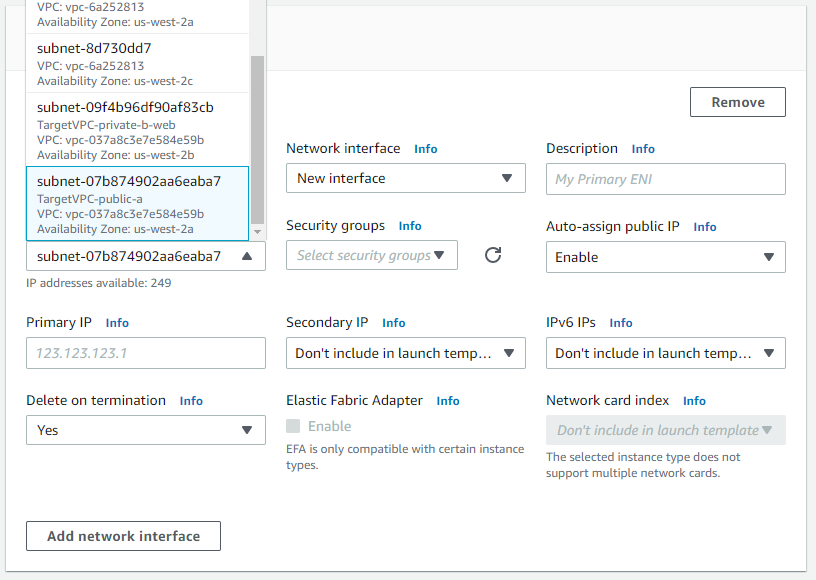 VPC: vpc-6a252813
Availability Zone: us-west-2a
subnet-8d730dd7
VPC: vpc-6a252813
Availability Zone: us-west-2c
subnet-09f4b96df90af83cb
TargetVPC-private-b-web
VPC: vpc-037a8c3e7e584e59b
Availability Zone: us-west-2b
subnet-07b874902aa6eaba7
TargetVPC-public-a
VPC: vpc-037a8c3e7e584e59b
Availability Zone: us-west-2a
subnet-07b874902aa6eaba7
IP addresses available: 249
Remove
Network interface Info
New interface
Description Info
My Primary ENI
Security groups Info
Select security groups
Auto-assign public IP Info
Enable
Primary IP Info
123.123.123.1
Secondary IP Info
Don't include in launch temp...
IPv6 IPs Info
Don't include in launch temp...
Delete on termination Info
Yes
Elastic Fabric Adapter Info
Enable
EFA is only compatible with certain instance
types.
Network card index Info
Don't include in launch template
The selected instance type does not
support multiple network cards.
Add network interface